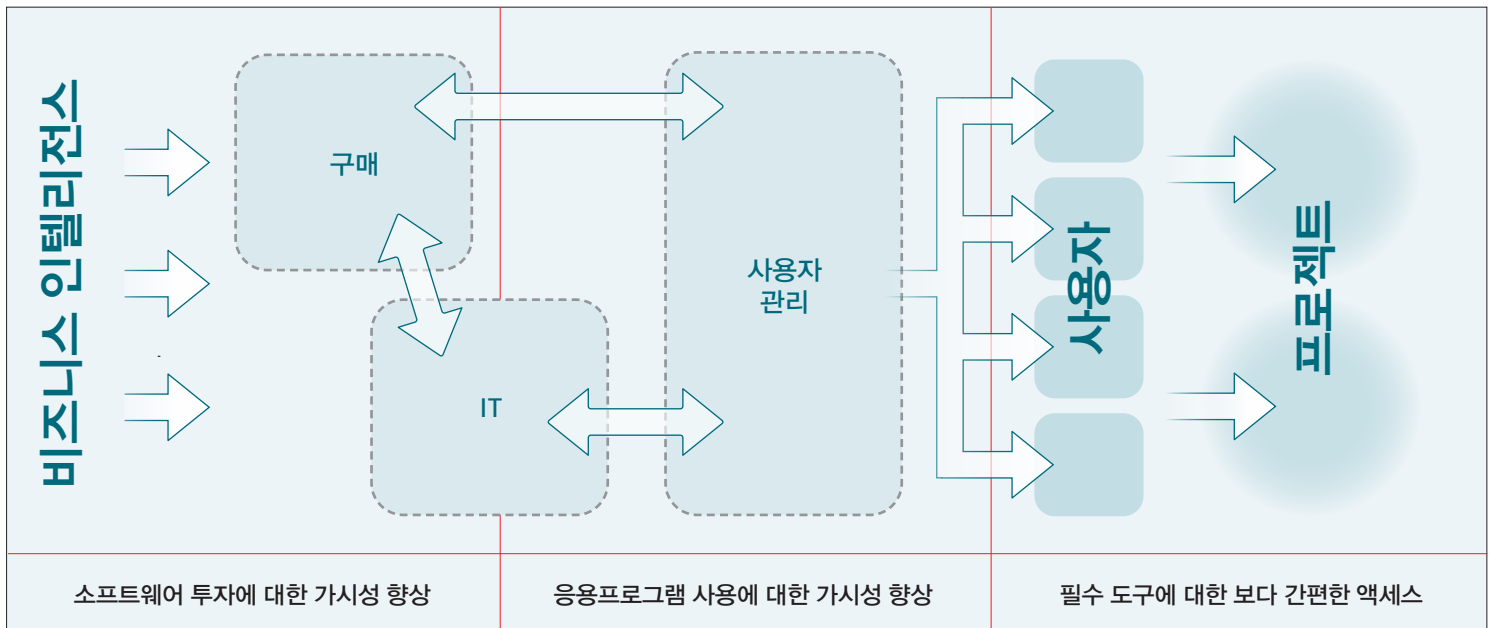 비즈니스 인텔리전스
구매
IT
사용자
관리
사용자
프로젝트
소프트웨어 투자에 대한 가시성 향상
응용프로그램 사용에 대한 가시성 향상
필수 도구에 대한 보다 간편한 액세스